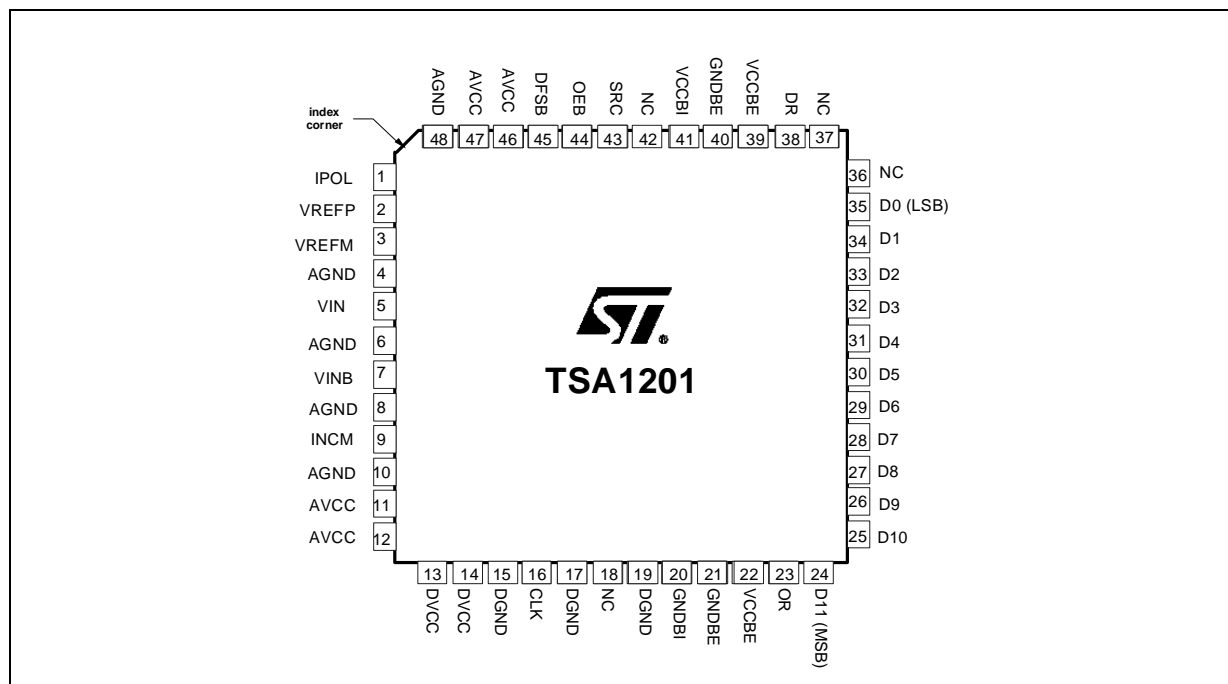 AGND
AVCC
AVCC
DFSB
OEB
SRC
NC
VCCBI
GNDBE
VCCBE
DR
NC
index
corner
48 47 46 45 44 43 42 41 40 39 38 37
IPOL 1
VREFP 2
VREFM 3
AGND 4
VIN 5
AGND 6
VINB 7
AGND 8
INCM 9
AGND 10
AVCC 11
AVCC 12
ST®
TSA1201
36 NC
35 D0 (LSB)
34 D1
33 D2
32 D3
31 D4
30 D5
29 D6
28 D7
27 D8
26 D9
25 D10
13 14 15 16 17 18 19 20 21 22 23 24
DVCC
DVCC
DGND
CLK
DGND
NC
DGND
GNDBI
GNDBE
VCCBE
OR
D11 (MSB)